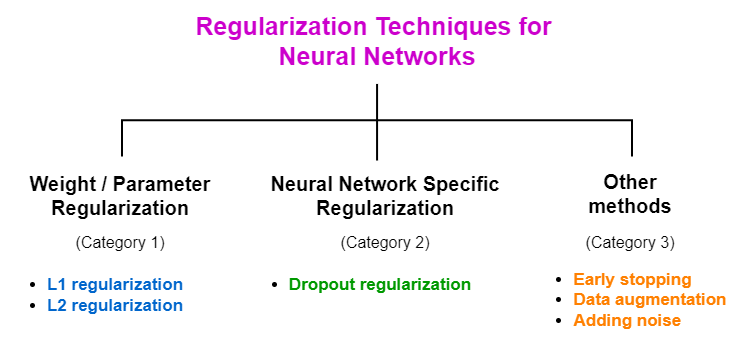 Regularization Techniques for
Neural Networks
Weight / Parameter
Regularization
(Category 1)
• L1 regularization
• L2 regularization
Neural Network Specific
Regularization
(Category 2)
• Dropout regularization
Other
methods
(Category 3)
• Early stopping
• Data augmentation
• Adding noise